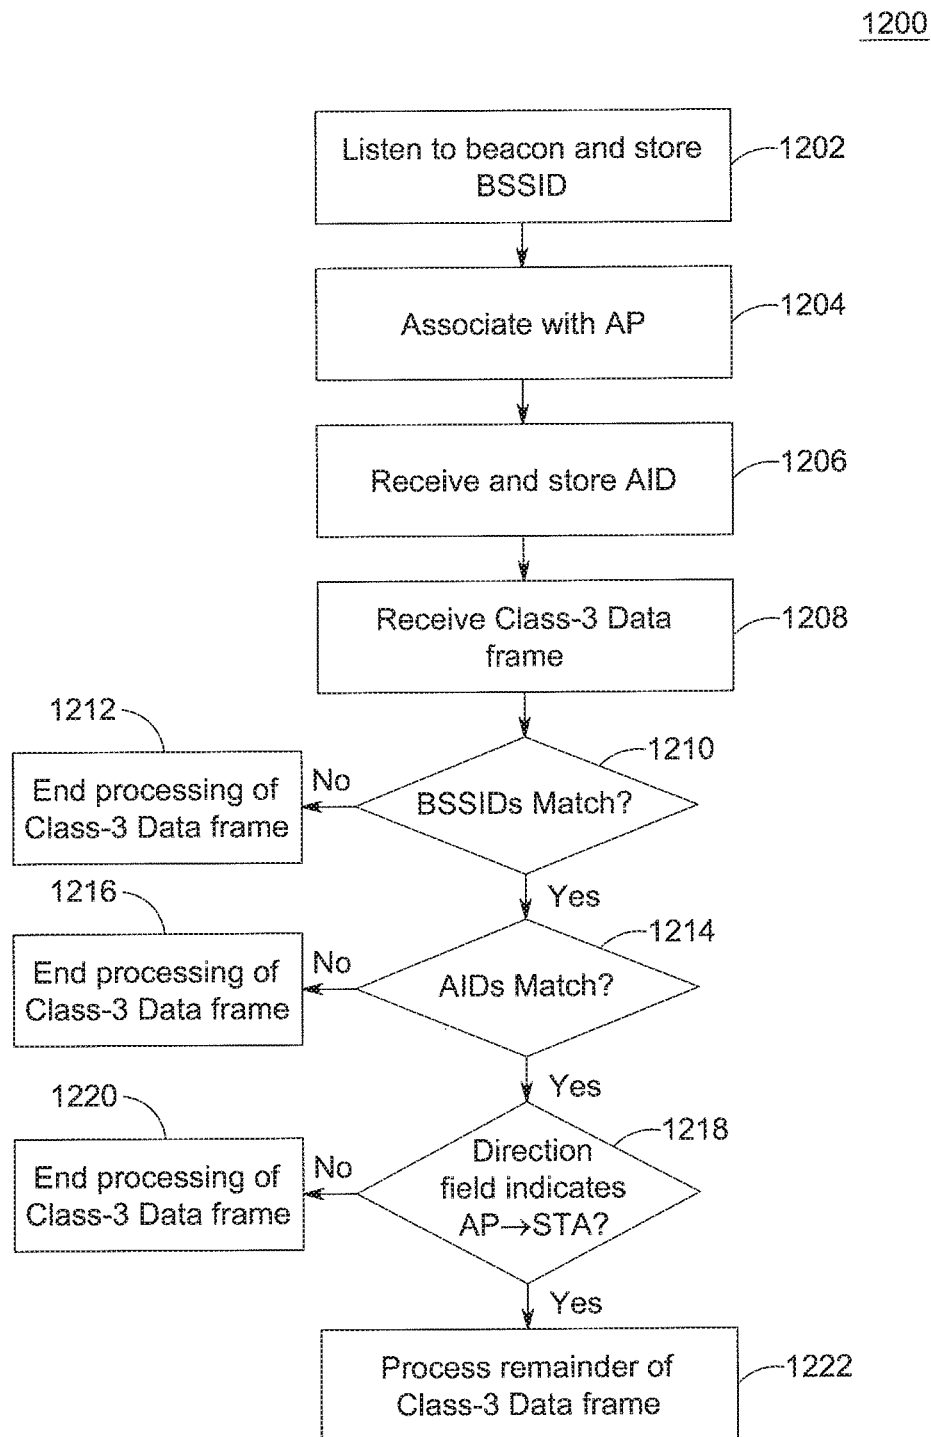 1200
Listen to beacon and store
BSSID
1202
Associate with AP
1204
Receive and store AID
1206
Receive Class-3 Data
frame
1208
1212
End processing of
Class-3 Data frame
No
BSSIDs Match?
1210
Yes
1216
End processing of
Class-3 Data frame
No
AIDs Match?
1214
Yes
1220
End processing of
Class-3 Data frame
No
Direction
field indicates
AP→STA?
1218
Yes
Process remainder of
Class-3 Data frame
1222